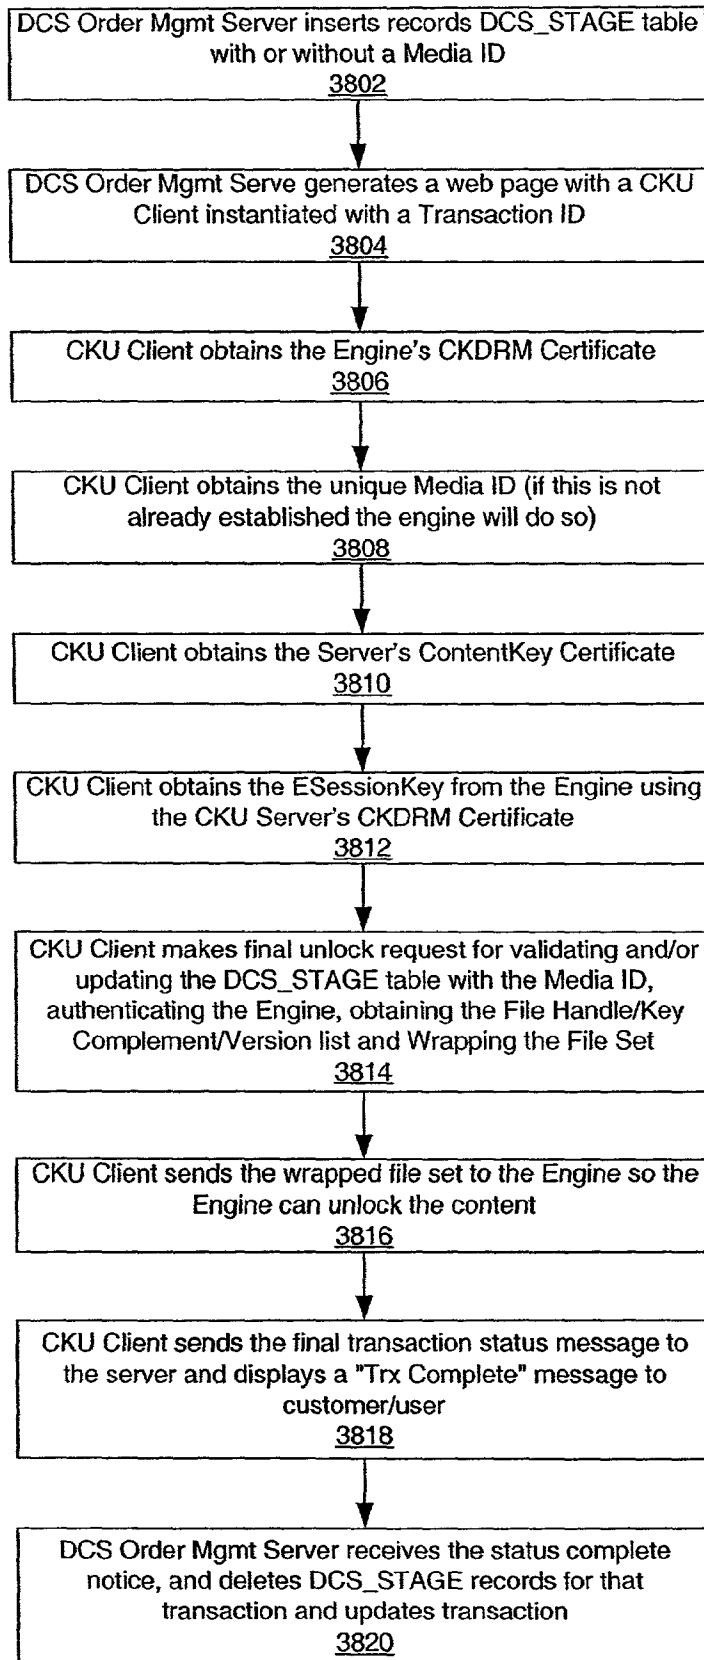 DCS Order Mgmt Server inserts records DCS_STAGE table
with or without a Media ID
3802
DCS Order Mgmt Serve generates a web page with a CKU
Client instantiated with a Transaction ID
3804
CKU Client obtains the Engine's CKDRM Certificate
3806
CKU Client obtains the unique Media ID (if this is not
already established the engine will do so)
3808
CKU Client obtains the Server's ContentKey Certificate
3810
CKU Client obtains the ESessionKey from the Engine using
the CKU Server's CKDRM Certificate
3812
CKU Client makes final unlock request for validating and/or
updating the DCS_STAGE table with the Media ID,
authenticating the Engine, obtaining the File Handle/Key
Complement/Version list and Wrapping the File Set
3814
CKU Client sends the wrapped file set to the Engine so the
Engine can unlock the content
3816
CKU Client sends the final transaction status message to
the server and displays a "Trx Complete" message to
customer/user
3818
DCS Order Mgmt Server receives the status complete
notice, and deletes DCS_STAGE records for that
transaction and updates transaction
3820